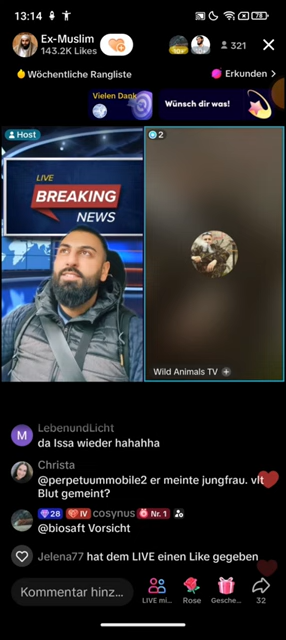 13:14
78
Ex-Muslim
143.2K Likes
321
Wöchentliche Rangliste
Erkunden >
Vielen Dank
Wünsch dir was!
Host
2
LIVE
BREAKING
NEWS
Wild Animals TV
M LebenundLicht
da Issa wieder hahahha
Christa
@perpetuummobile2 er meinte jungfrau. vlt
Blut gemeint?
28 IV cosynus Nr. 1
@biosaft Vorsicht
Jelena77 hat dem LIVE einen Like gegeben
Kommentar hinz...
LIVE mi...
Rose
Gesche...
32